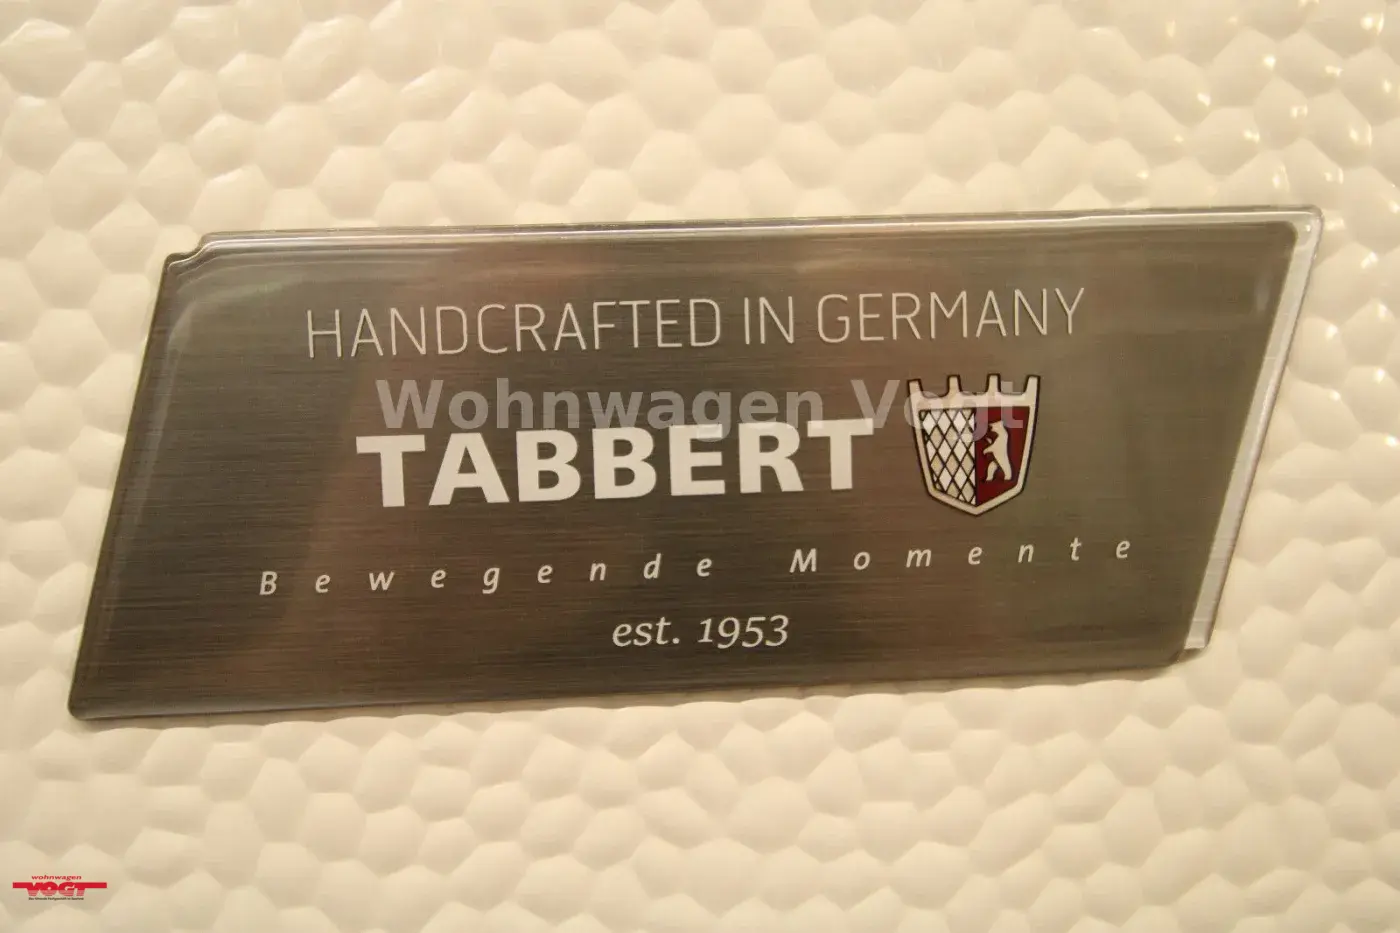 HANDCRAFTED IN GERMANY
Wohnwagen Vogt
TABBERT
Bewegende Momente
est. 1953
wohnwagen
VOGT